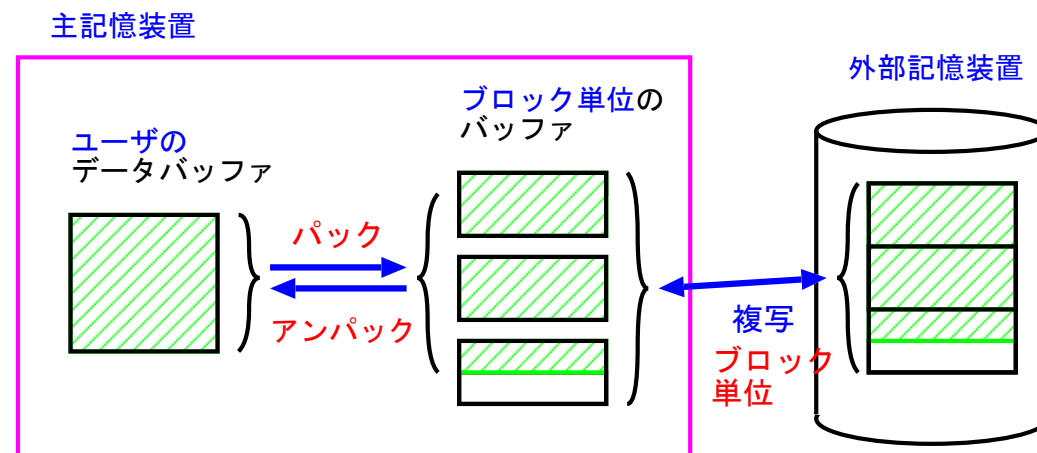 主記憶装置
外部記憶装置
ブロック単位の
バッファ
ユーザの
データバッファ
パック
アンパック
複写
ブロック
単位